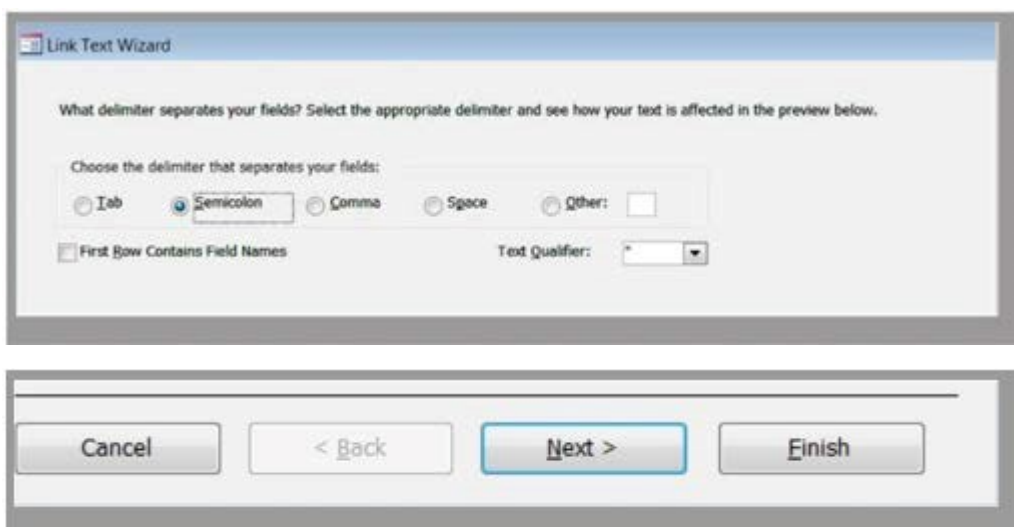 Link Text Wizard
What delimiter separates your fields? Select the appropriate delimiter and see how your text is affected in the preview below.
Choose the delimiter that separates your fields:
Tab Semicolon Comma Space Other:
First Row Contains Field Names Text Qualifier: "
Cancel < Back Next > Finish